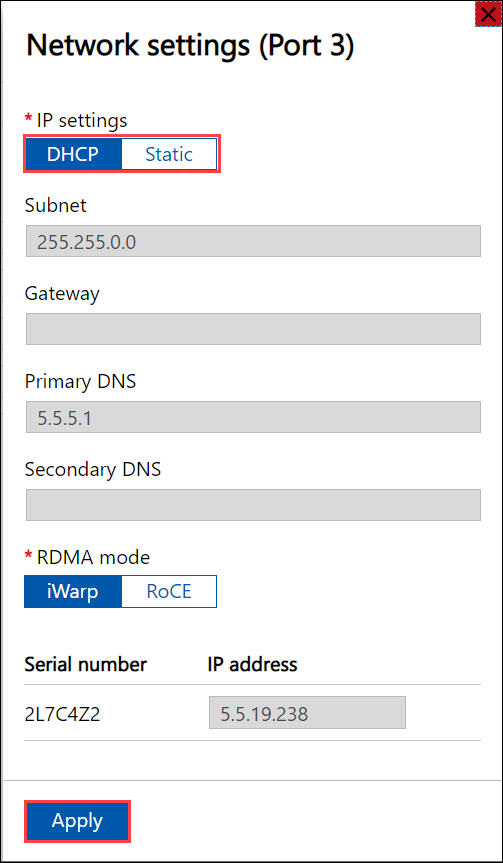 Network settings (Port 3)
* IP settings
DHCP Static
Subnet
255.255.0.0
Gateway
Primary DNS
5.5.5.1
Secondary DNS
* RDMA mode
iWarp RoCE
Serial number IP address
2L7C4Z2 5.5.19.238
Apply